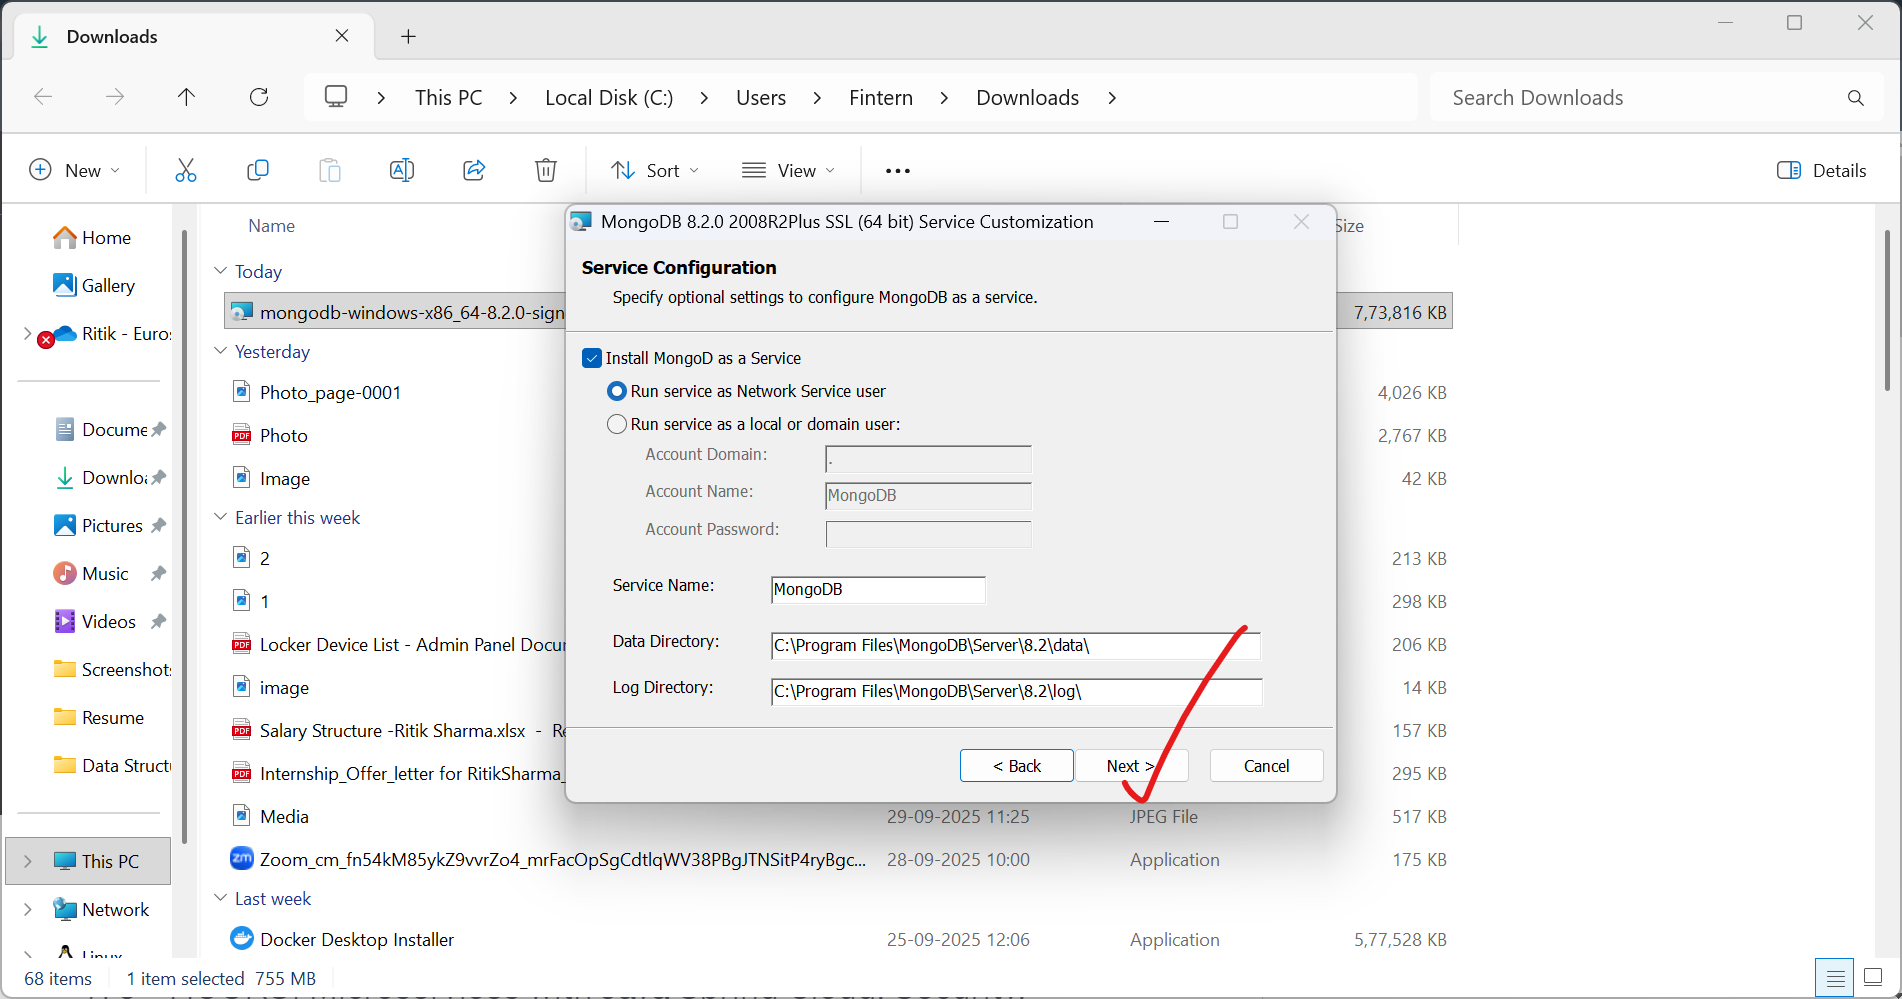 Downloads
This PC
Local Disk (C:)
Users
Fintern
Downloads
Search Downloads
New
Sort
View
Details
Home
Gallery
Ritik - Euros
Docume
Downloa
Pictures
Music
Videos
Screenshots
Resume
Data Struct
This PC
Network
Linux
Name
Size
Today
mongodb-windows-x86_64-8.2.0-sign
7,73,816 KB
Yesterday
Photo_page-0001
4,026 KB
Photo
2,767 KB
Image
42 KB
Earlier this week
2
213 KB
1
298 KB
Locker Device List - Admin Panel Docu
206 KB
image
14 KB
Salary Structure -Ritik Sharma.xlsx - Re
157 KB
Internship_Offer_letter for RitikSharma_
295 KB
Media
29-09-2025 11:25
JPEG File
517 KB
Zoom_cm_fn54kM85ykZ9vvrZo4_mrFacOpSgCdtlqWV38PBgJTNSitP4ryBgc...
28-09-2025 10:00
Application
175 KB
Last week
Docker Desktop Installer
25-09-2025 12:06
Application
5,77,528 KB
MongoDB 8.2.0 2008R2Plus SSL (64 bit) Service Customization
Service Configuration
Specify optional settings to configure MongoDB as a service.
Install MongoD as a Service
Run service as Network Service user
Run service as a local or domain user:
Account Domain:
.
Account Name:
MongoDB
Account Password:
Service Name:
MongoDB
Data Directory:
C:\Program Files\MongoDB\Server\8.2\data\
Log Directory:
C:\Program Files\MongoDB\Server\8.2\log\
< Back
Next >
Cancel
68 items
1 item selected 755 MB